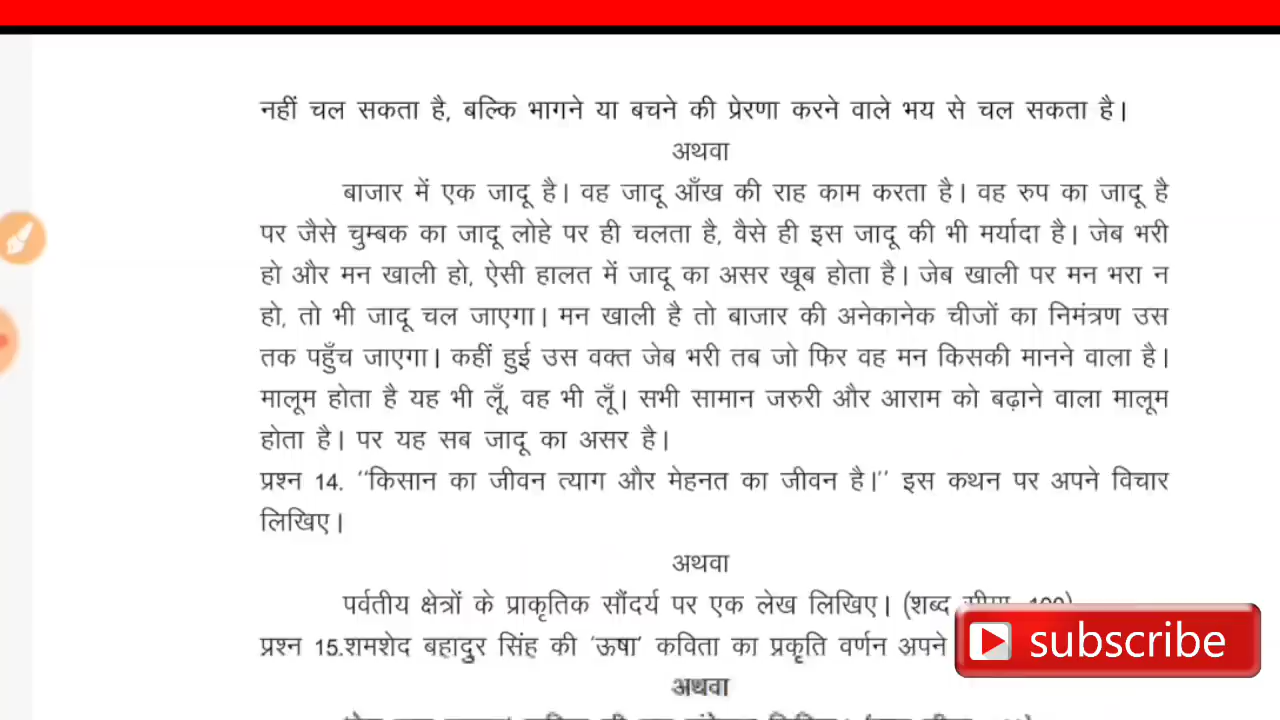 नहीं चल सकता है, बल्कि भागने या बचने की प्रेरणा करने वाले भय से चल सकता है।
अथवा
बाजार में एक जादू है। वह जादू आँख की राह काम करता है। वह रुप का जादू है
पर जैसे चुम्बक का जादू लोहे पर ही चलता है, वैसे ही इस जादू की भी मर्यादा है। जेब भरी
हो और मन खाली हो, ऐसी हालत में जादू का असर खूब होता है। जेब खाली पर मन भरा न
हो, तो भी जादू चल जाएगा। मन खाली है तो बाजार की अनेकानेक चीजों का निमंत्रण उस
तक पहुँच जाएगा। कहीं हुई उस वक्त जेब भरी तब जो फिर वह मन किसकी मानने वाला है।
मालूम होता है यह भी लूँ, वह भी लूँ। सभी सामान जरुरी और आराम को बढ़ाने वाला मालूम
होता है। पर यह सब जादू का असर है।
प्रश्न 14. ‘‘किसान का जीवन त्याग और मेहनत का जीवन है।’’ इस कथन पर अपने विचार
लिखिए।
अथवा
पर्वतीय क्षेत्रों के प्राकृतिक सौंदर्य पर एक लेख लिखिए। (शब्द
प्रश्न 15.शमशेद बहादुर सिंह की ‘ऊषा’ कविता का प्रकृति वर्णन अपने
subscribe
अथवा